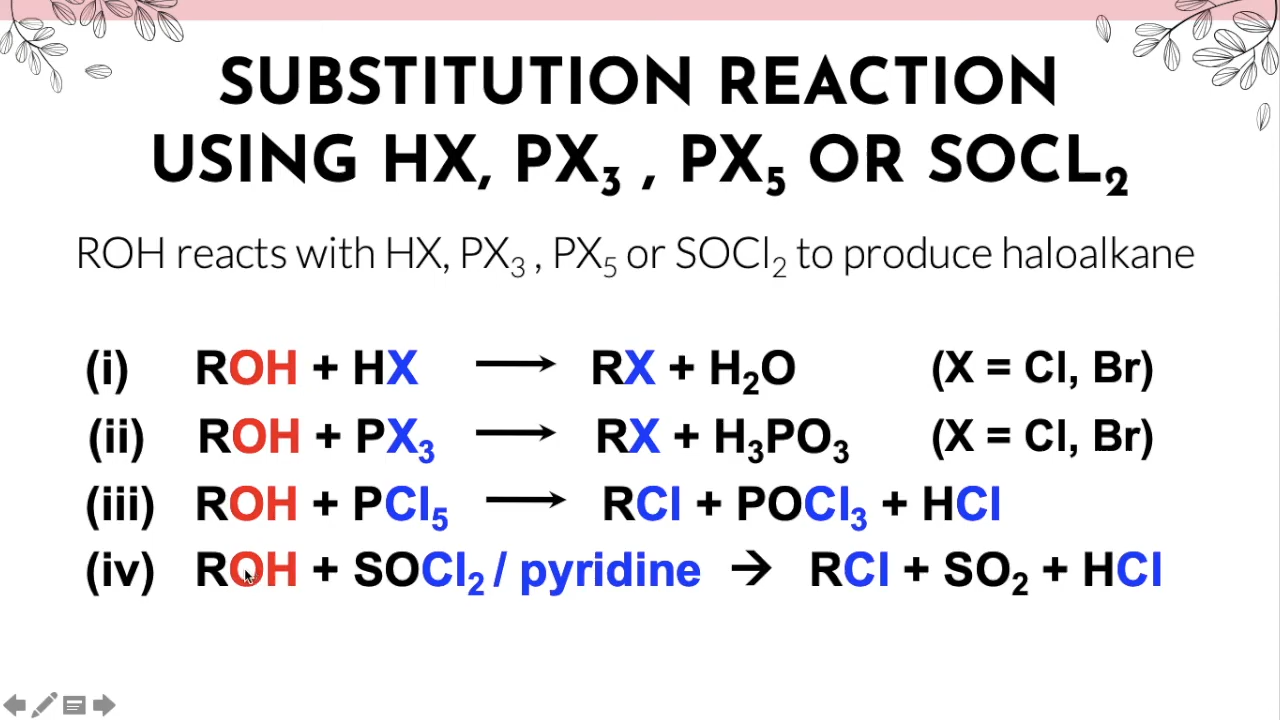 SUBSTITUTION REACTION
USING HX, PX₃ , PX₅ OR SOCL₂
ROH reacts with HX, PX₃ , PX₅ or SOCl₂ to produce haloalkane
(i) ROH + HX ⟶ RX + H₂O (X = Cl, Br)
(ii) ROH + PX₃ ⟶ RX + H₃PO₃ (X = Cl, Br)
(iii) ROH + PCl₅ ⟶ RCl + POCl₃ + HCl
(iv) ROH + SOCl₂ / pyridine → RCl + SO₂ + HCl